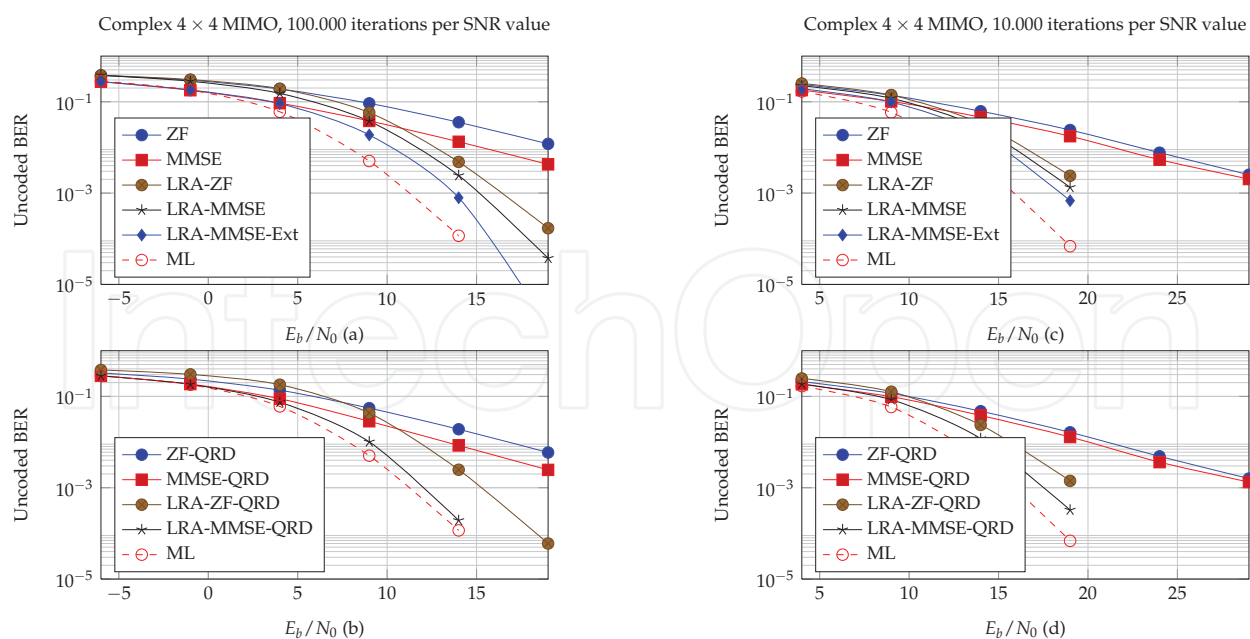 Complex 4 × 4 MIMO, 100.000 iterations per SNR value
10⁻¹
10⁻³
10⁻⁵
Uncoded BER
ZF
MMSE
LRA-ZF
LRA-MMSE
LRA-MMSE-Ext
ML
−5 0 5 10 15
E_b/N_0 (a)
Complex 4 × 4 MIMO, 10.000 iterations per SNR value
10⁻¹
10⁻³
10⁻⁵
Uncoded BER
ZF
MMSE
LRA-ZF
LRA-MMSE
LRA-MMSE-Ext
ML
5 10 15 20 25
E_b/N_0 (c)
10⁻¹
10⁻³
10⁻⁵
Uncoded BER
ZF-QRD
MMSE-QRD
LRA-ZF-QRD
LRA-MMSE-QRD
ML
−5 0 5 10 15
E_b/N_0 (b)
10⁻¹
10⁻³
10⁻⁵
Uncoded BER
ZF-QRD
MMSE-QRD
LRA-ZF-QRD
LRA-MMSE-QRD
ML
5 10 15 20 25
E_b/N_0 (d)
IntechOpen